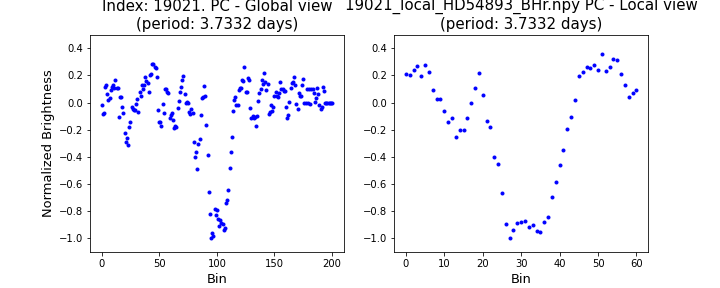 Index: 19021. PC - Global view
(period: 3.7332 days)
19021_local_HD54893_BHr.npy PC - Local view
(period: 3.7332 days)
Normalized Brightness
0.4
0.2
0.0
−0.2
−0.4
−0.6
−0.8
−1.0
0 50 100 150 200
Bin
0.4
0.2
0.0
−0.2
−0.4
−0.6
−0.8
−1.0
0 10 20 30 40 50 60
Bin